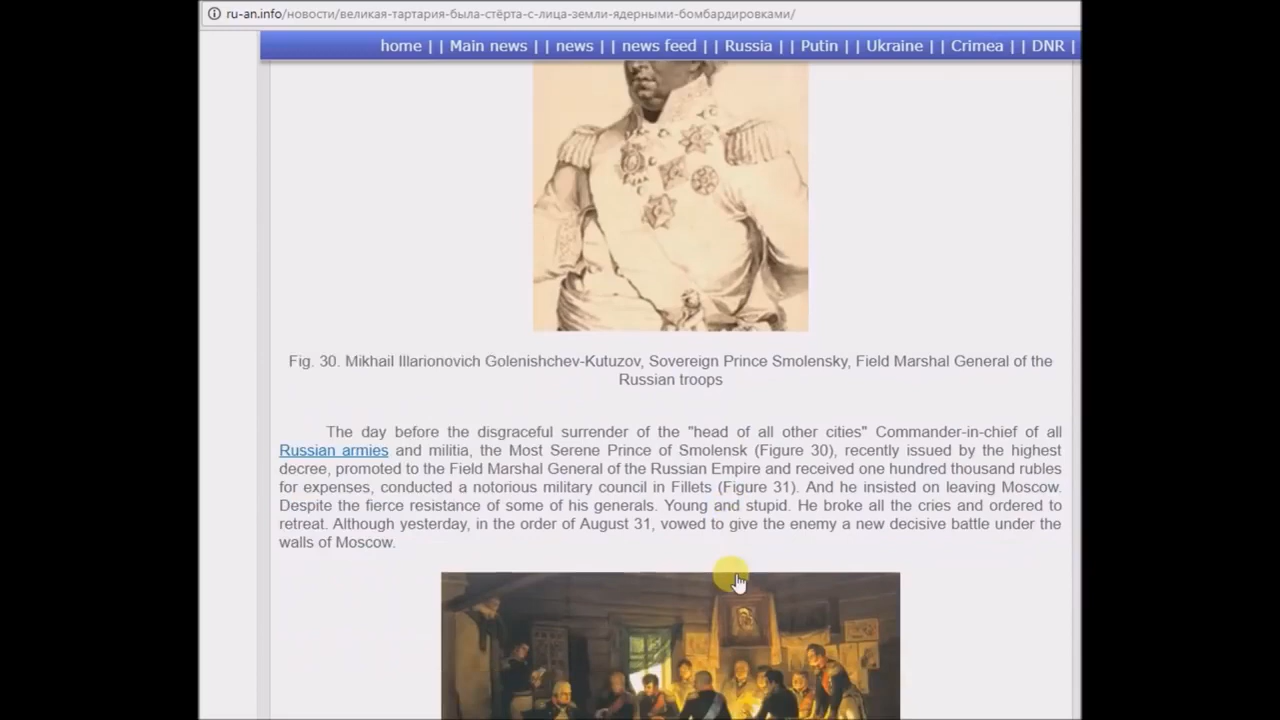 ru-an.info/новости/великая-тартария-была-стёрта-с-лица-земли-ядерными-бомбардировками/
home | | Main news | | news | | news feed | | Russia | | Putin | | Ukraine | | Crimea | | DNR |
Fig. 30. Mikhail Illarionovich Golenishchev-Kutuzov, Sovereign Prince Smolensky, Field Marshal General of the
Russian troops
The day before the disgraceful surrender of the "head of all other cities" Commander-in-chief of all
Russian armies and militia, the Most Serene Prince of Smolensk (Figure 30), recently issued by the highest
decree, promoted to the Field Marshal General of the Russian Empire and received one hundred thousand rubles
for expenses, conducted a notorious military council in Fillets (Figure 31). And he insisted on leaving Moscow.
Despite the fierce resistance of some of his generals. Young and stupid. He broke all the cries and ordered to
retreat. Although yesterday, in the order of August 31, vowed to give the enemy a new decisive battle under the
walls of Moscow.